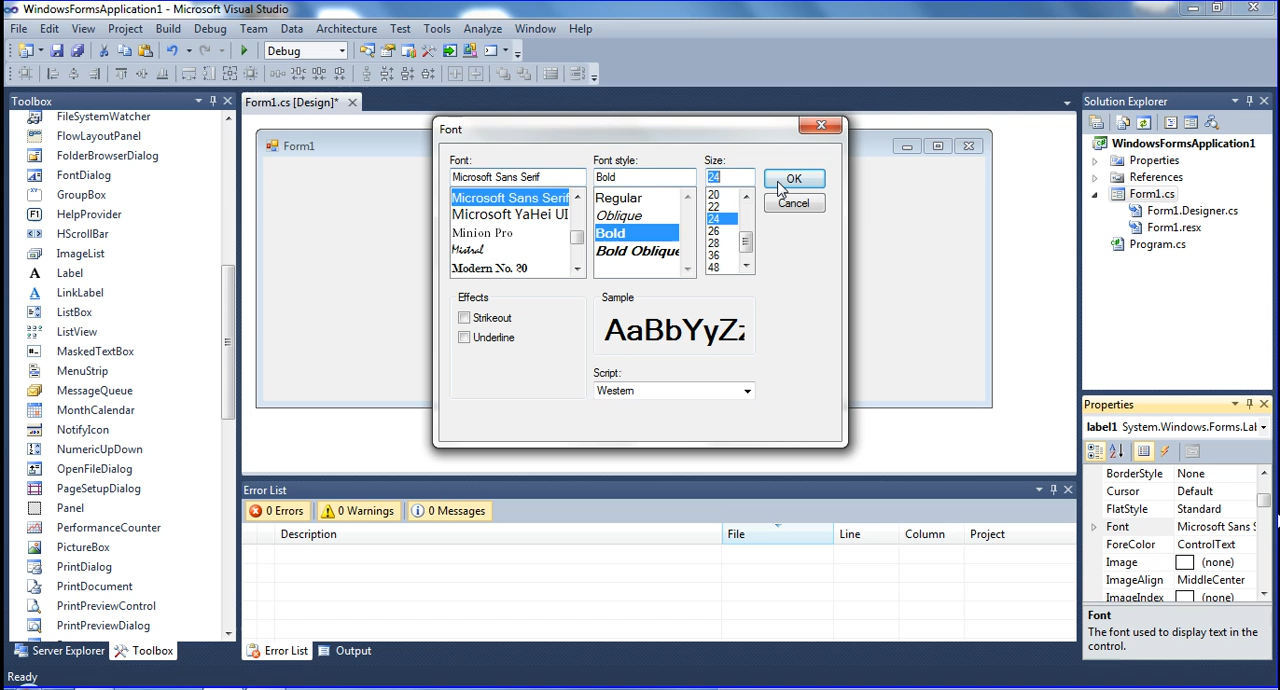 WindowsFormsApplication1 - Microsoft Visual Studio
File Edit View Project Build Debug Team Data Architecture Test Tools Analyze Window Help
Debug
Toolbox
FileSystemWatcher
FlowLayoutPanel
FolderBrowserDialog
FontDialog
GroupBox
HelpProvider
HScrollBar
ImageList
Label
LinkLabel
ListBox
ListView
MaskedTextBox
MenuStrip
MessageQueue
MonthCalendar
NotifyIcon
NumericUpDown
OpenFileDialog
PageSetupDialog
Panel
PerformanceCounter
PictureBox
PrintDialog
PrintDocument
PrintPreviewControl
PrintPreviewDialog
Server Explorer Toolbox
Form1.cs [Design]*
Form1
Font
Font: Font style: Size:
Microsoft Sans Serif Bold 24
OK
Cancel
Microsoft Sans Serif
Microsoft YaHei UI
Minion Pro
Mistral
Modern No. 20
Regular
Oblique
Bold
Bold Oblique
20
22
24
26
28
36
48
Effects
Strikeout
Underline
Sample
AaBbYyZz
Script:
Western
Error List
0 Errors 0 Warnings 0 Messages
Description File Line Column Project
Error List Output
Solution Explorer
WindowsFormsApplication1
Properties
References
Form1.cs
Form1.Designer.cs
Form1.resx
Program.cs
Properties
label1 System.Windows.Forms.Lal
BorderStyle None
Cursor Default
FlatStyle Standard
Font Microsoft Sans S
ForeColor ControlText
Image (none)
ImageAlign MiddleCenter
ImageIndex (none)
Font
The font used to display text in the
control.
Ready